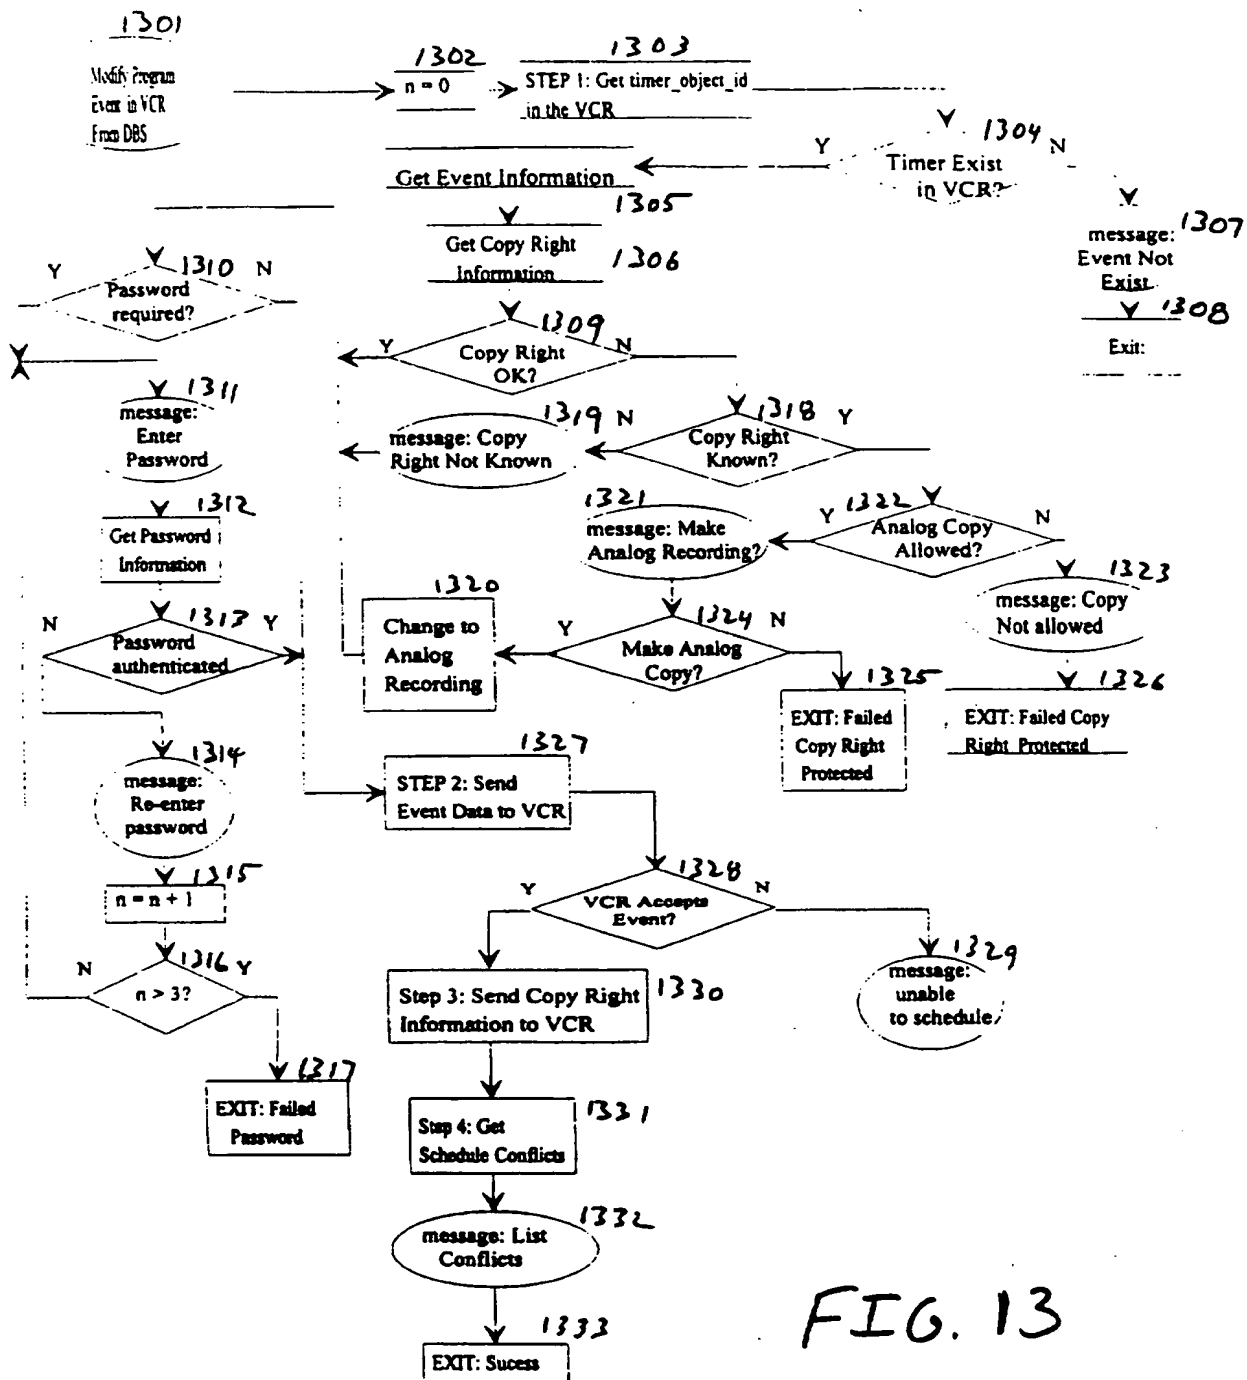 1301
Modify Program
Event in VCR
From DBS
1302
n = 0
1303
STEP 1: Get timer_object_id
in the VCR
1304
Y
N
Timer Exist
in VCR?
Get Event Information
1305
1307
message:
Event Not
Exist
Get Copy Right
Information
1306
1308
Exit:
1310
Y
N
Password
required?
1309
Y
N
Copy Right
OK?
1311
message:
Enter
Password
1319
message: Copy
Right Not Known
1318
N
Y
Copy Right
Known?
1312
Get Password
Information
1321
message: Make
Analog Recording?
1322
Y
N
Analog Copy
Allowed?
1323
message: Copy
Not allowed
1313
N
Y
Password
authenticated
1320
Change to
Analog
Recording
1324
Y
N
Make Analog
Copy?
1325
EXIT: Failed
Copy Right
Protected
1326
EXIT: Failed Copy
Right Protected
1314
message:
Re-enter
password
1327
STEP 2: Send
Event Data to VCR
1315
n = n + 1
1328
Y
N
VCR Accepts
Event?
1329
message:
unable
to schedule
1316
N
Y
n > 3?
1330
Step 3: Send Copy Right
Information to VCR
1317
EXIT: Failed
Password
1331
Step 4: Get
Schedule Conflicts
1332
message: List
Conflicts
1333
EXIT: Sucess
FIG. 13